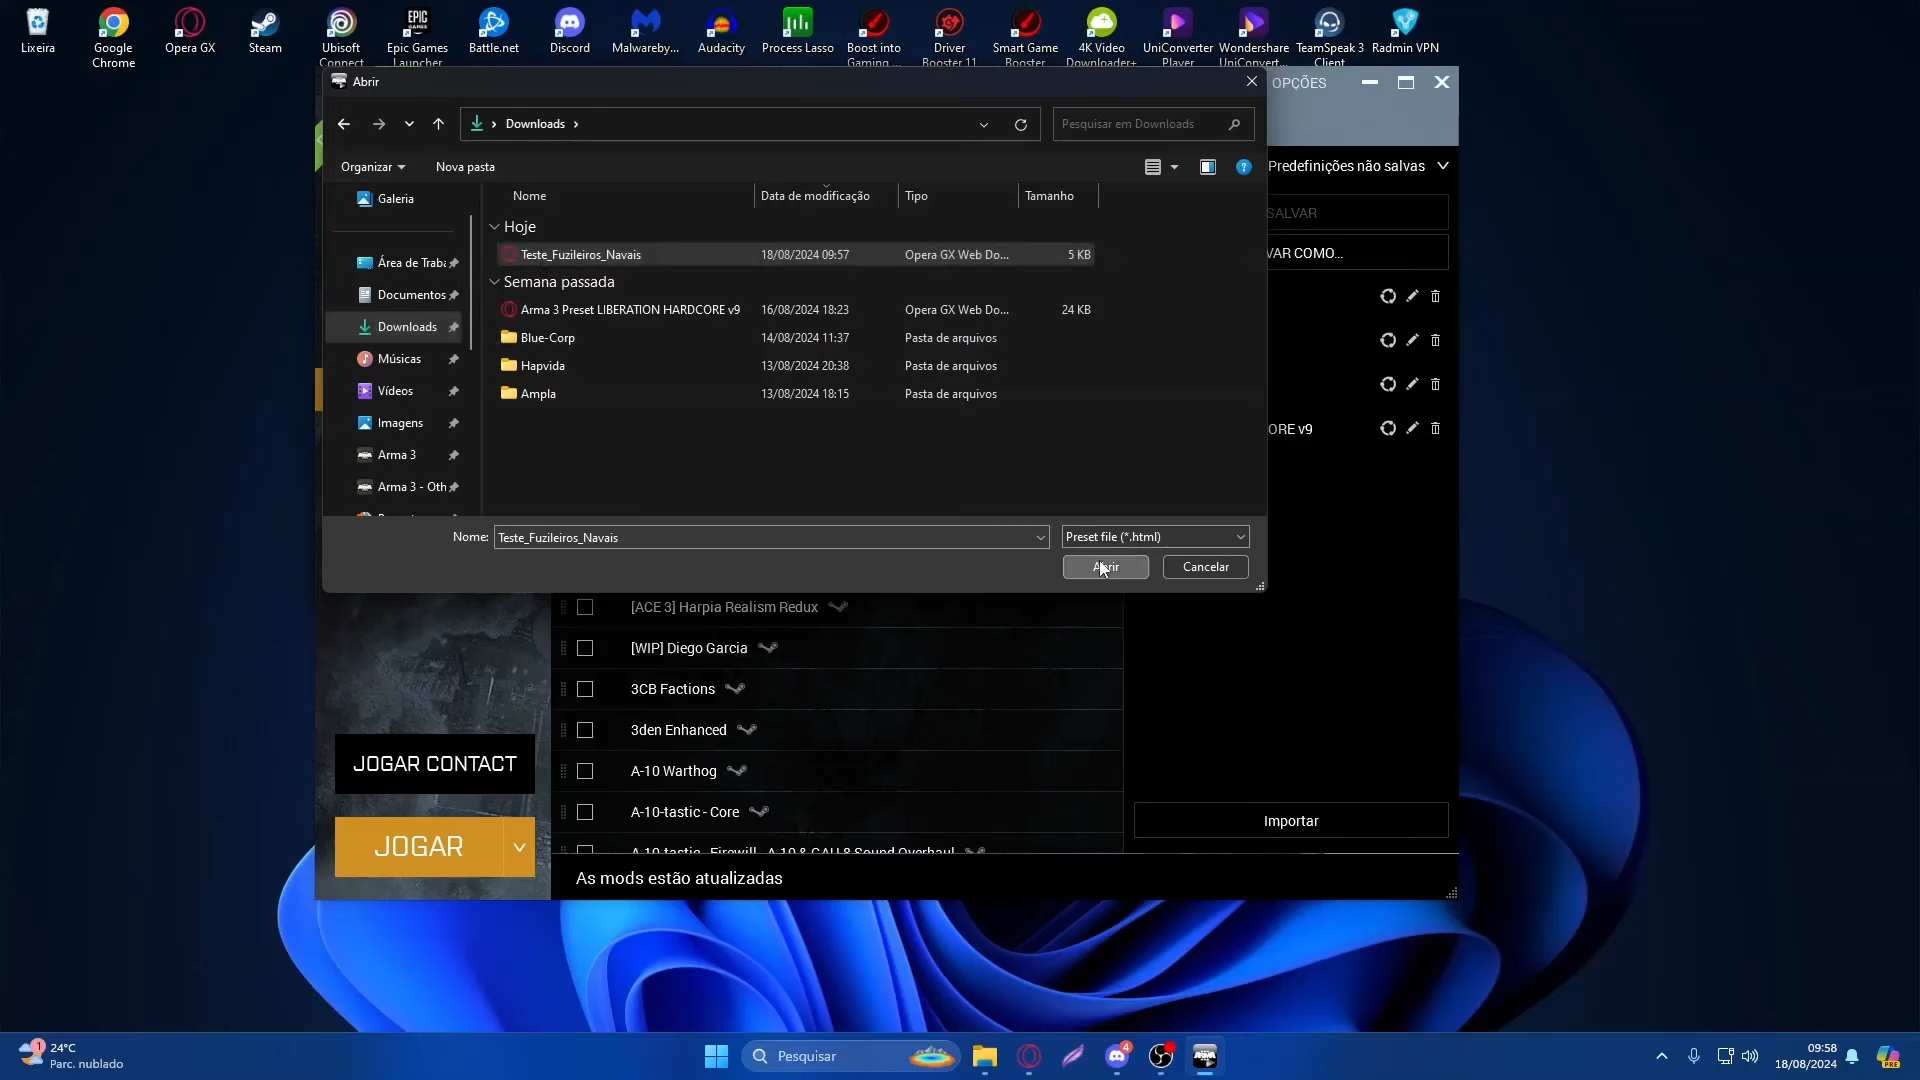 Lixeira
Google
Chrome
Opera GX
Steam
Ubisoft
Connect
Epic Games
Launcher
Battle.net
Discord
Malwareby...
Audacity
Process Lasso
Boost into
Gaming ...
Driver
Booster 11
Smart Game
Booster
4K Video
Downloader+
UniConverter
Player
Wondershare
UniConvert...
TeamSpeak 3
Client
Radmin VPN
Abrir
OPÇÕES
Downloads
Pesquisar em Downloads
Organizar
Nova pasta
Predefinições não salvas
Galeria
Nome
Data de modificação
Tipo
Tamanho
SALVAR
Hoje
Teste_Fuzileiros_Navais
18/08/2024 09:57
Opera GX Web Do...
5 KB
VAR COMO...
Área de Traba
Semana passada
Documentos
Arma 3 Preset LIBERATION HARDCORE v9
16/08/2024 18:23
Opera GX Web Do...
24 KB
Downloads
Blue-Corp
14/08/2024 11:37
Pasta de arquivos
Músicas
Hapvida
13/08/2024 20:38
Pasta de arquivos
Vídeos
Ampla
13/08/2024 18:15
Pasta de arquivos
Imagens
ORE v9
Arma 3
Arma 3 - Oth
Nome:
Teste_Fuzileiros_Navais
Preset file (*.html)
Abrir
Cancelar
[ACE 3] Harpia Realism Redux
[WIP] Diego Garcia
3CB Factions
3den Enhanced
A-10 Warthog
A-10-tastic - Core
A-10-tastic - Firewill - A-10 & GAU 8 Sound Overhaul
JOGAR CONTACT
JOGAR
Importar
As mods estão atualizadas
1
24°C
Parc. nublado
Pesquisar
4
09:58
18/08/2024
PRE